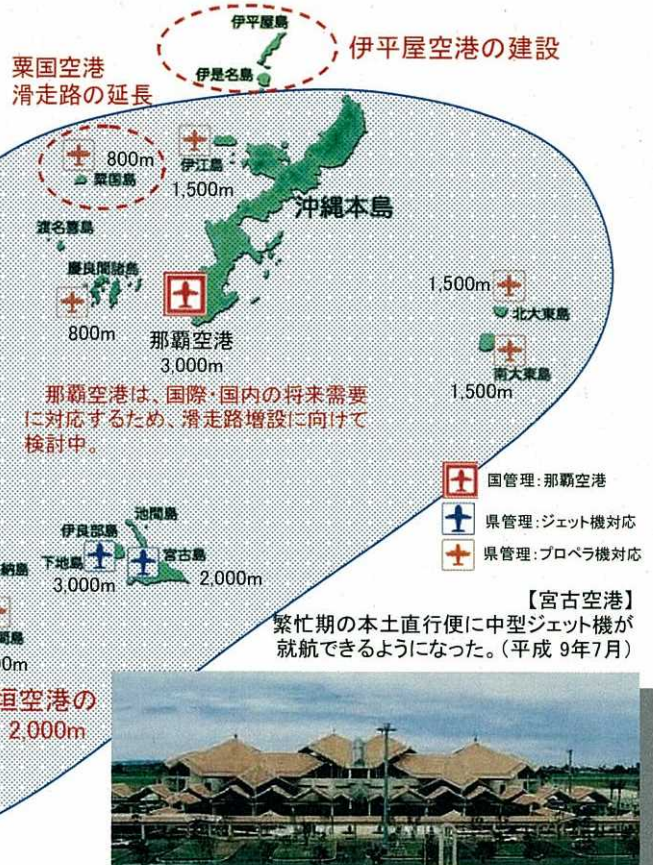 伊平屋島
伊是名島
伊平屋空港の建設
粟国空港
滑走路の延長
800m
粟国島
伊江島
1,500m
沖縄本島
渡名喜島
慶良間諸島
800m
那覇空港
3,000m
1,500m
北大東島
南大東島
1,500m
那覇空港は、国際・国内の将来需要
に対応するため、滑走路増設に向けて
検討中。
国管理:那覇空港
県管理:ジェット機対応
県管理:プロペラ機対応
池間島
伊良部島
下地島
宮古島
3,000m
2,000m
納島
島
00m
垣空港の
2,000m
【宮古空港】
繁忙期の本土直行便に中型ジェット機が
就航できるようになった。(平成 9年7月)